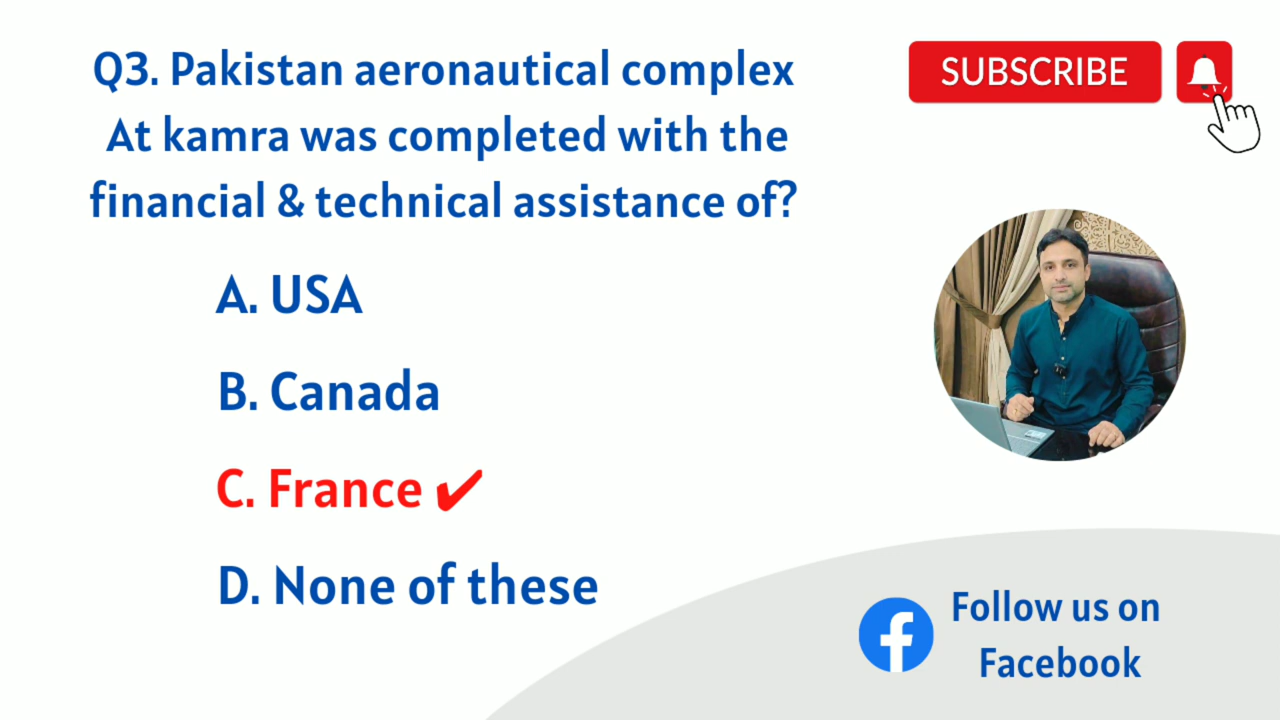 Q3. Pakistan aeronautical complex
At kamra was completed with the
financial & technical assistance of?
A. USA
B. Canada
C. France ✔
D. None of these
SUBSCRIBE
Follow us on
Facebook